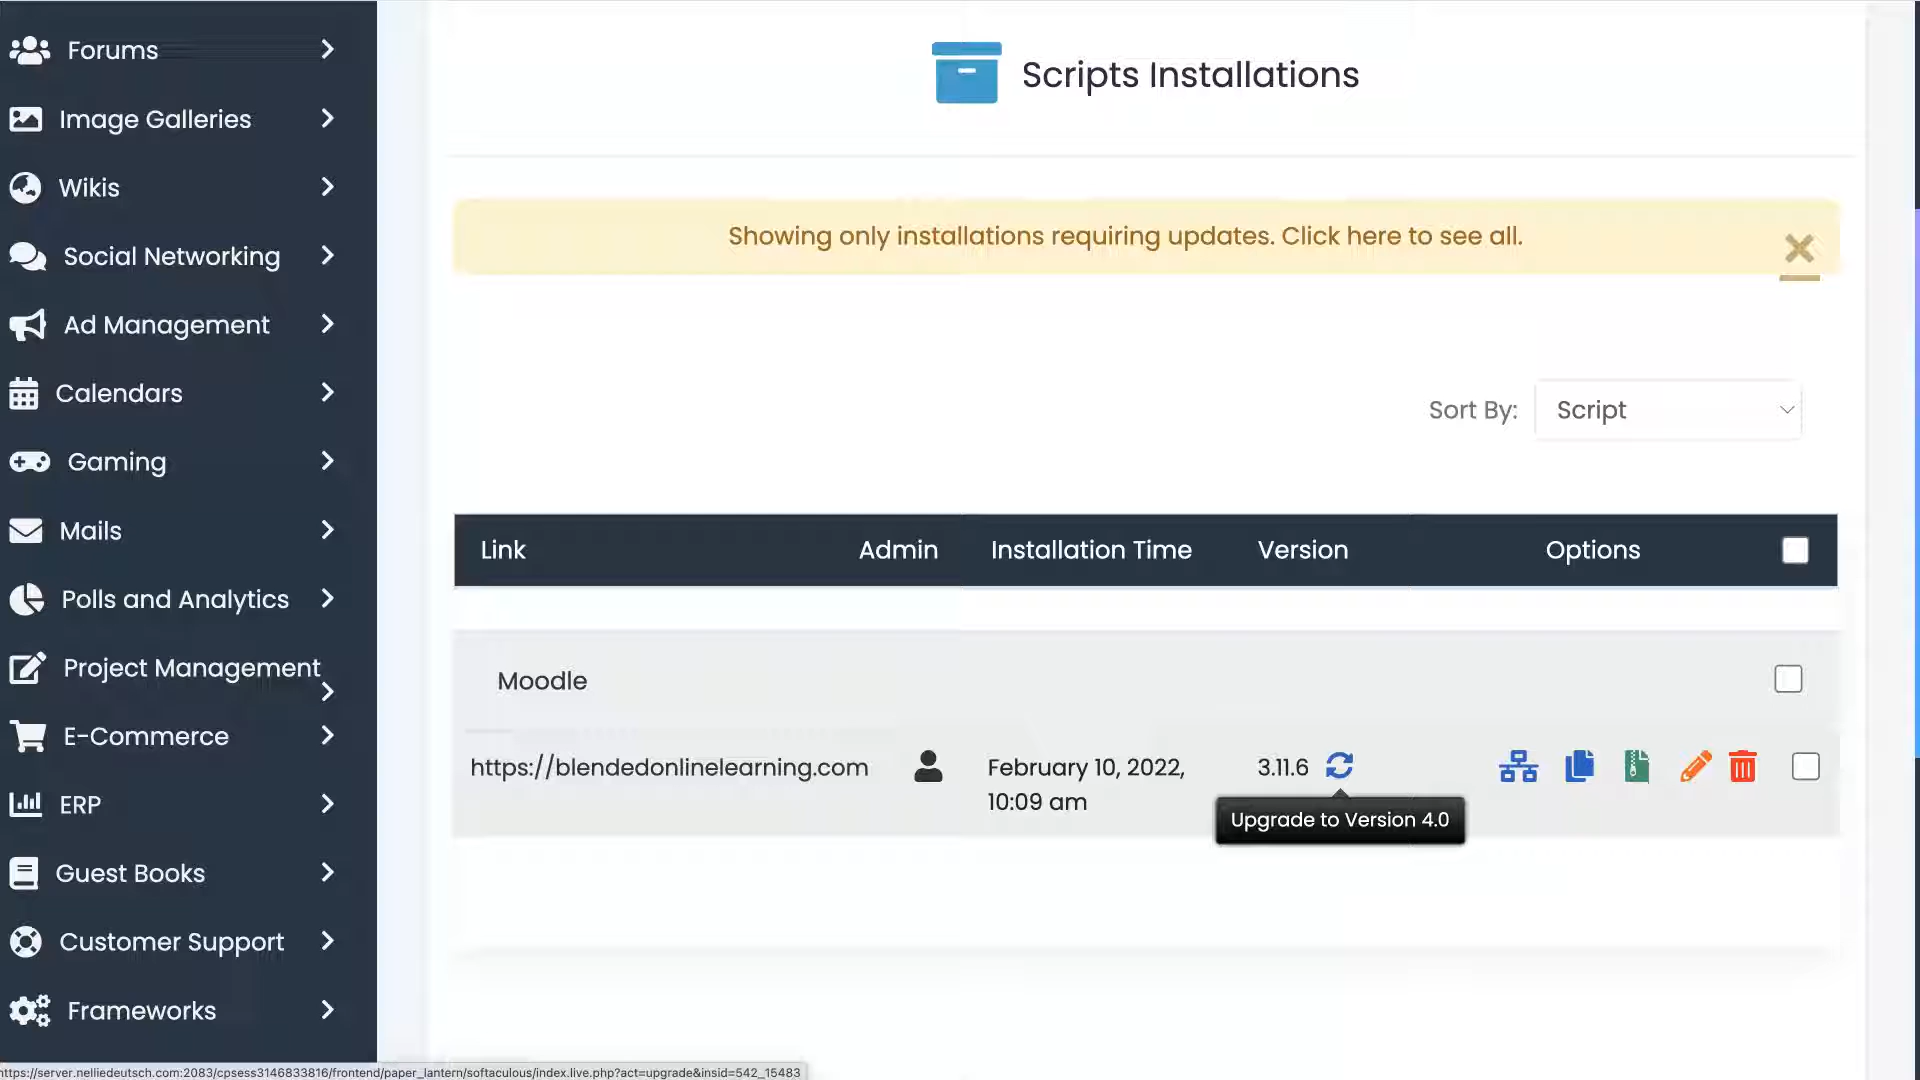 Forums
Image Galleries
Wikis
Social Networking
Ad Management
Calendars
Gaming
Mails
Polls and Analytics
Project Management
E-Commerce
ERP
Guest Books
Customer Support
Frameworks
Scripts Installations
Showing only installations requiring updates. Click here to see all.
Sort By: Script
Link Admin Installation Time Version Options
Moodle
https://blendedonlinelearning.com February 10, 2022, 3.11.6
10:09 am
Upgrade to Version 4.0
https://server.nelliedeutsch.com:2083/cpsess3146833816/frontend/paper_lantern/softaculous/index.live.php?act=upgrade&insid=542_15483